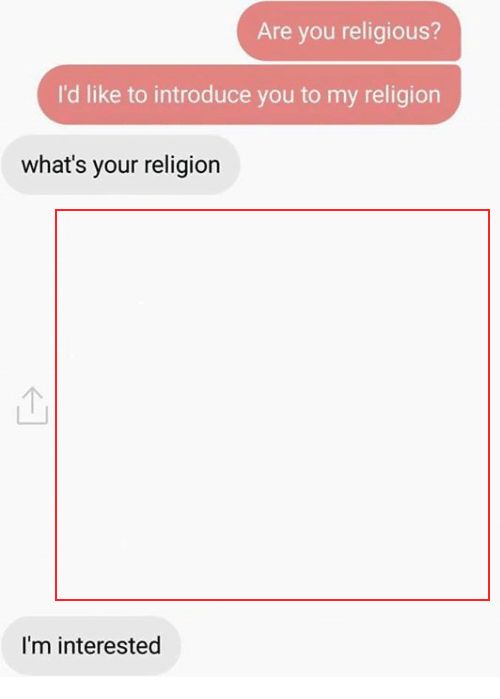 Are you religious?
I'd like to introduce you to my religion
what's your religion
I'm interested